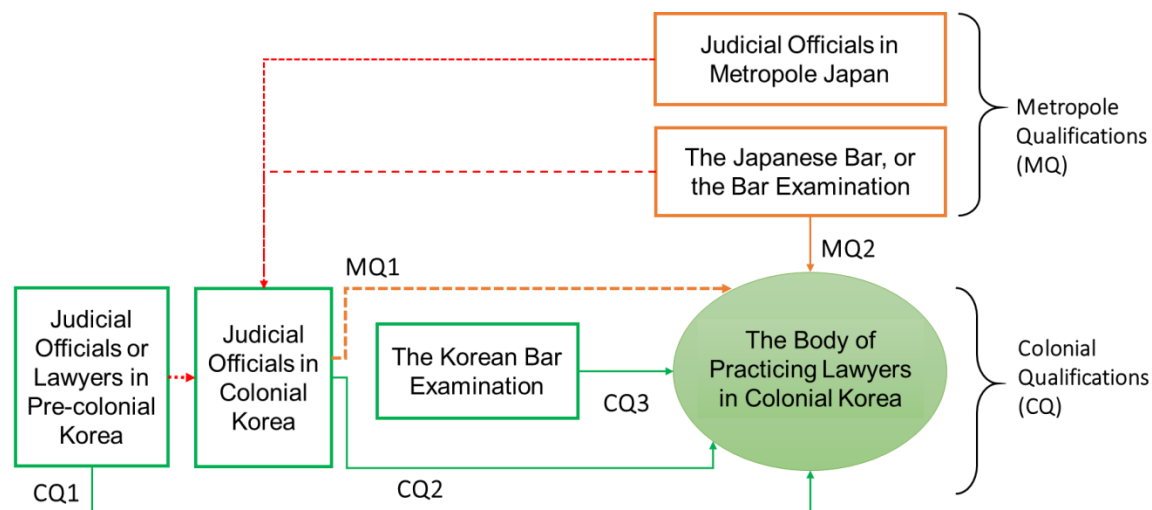 Judicial Officials in
Metropole Japan
The Japanese Bar, or
the Bar Examination
Metropole
Qualifications
(MQ)
MQ2
MQ1
Judicial
Officials or
Lawyers in
Pre-colonial
Korea
Judicial
Officials in
Colonial
Korea
The Korean Bar
Examination
CQ3
The Body of
Practicing Lawyers
in Colonial Korea
Colonial
Qualifications
(CQ)
CQ1
CQ2